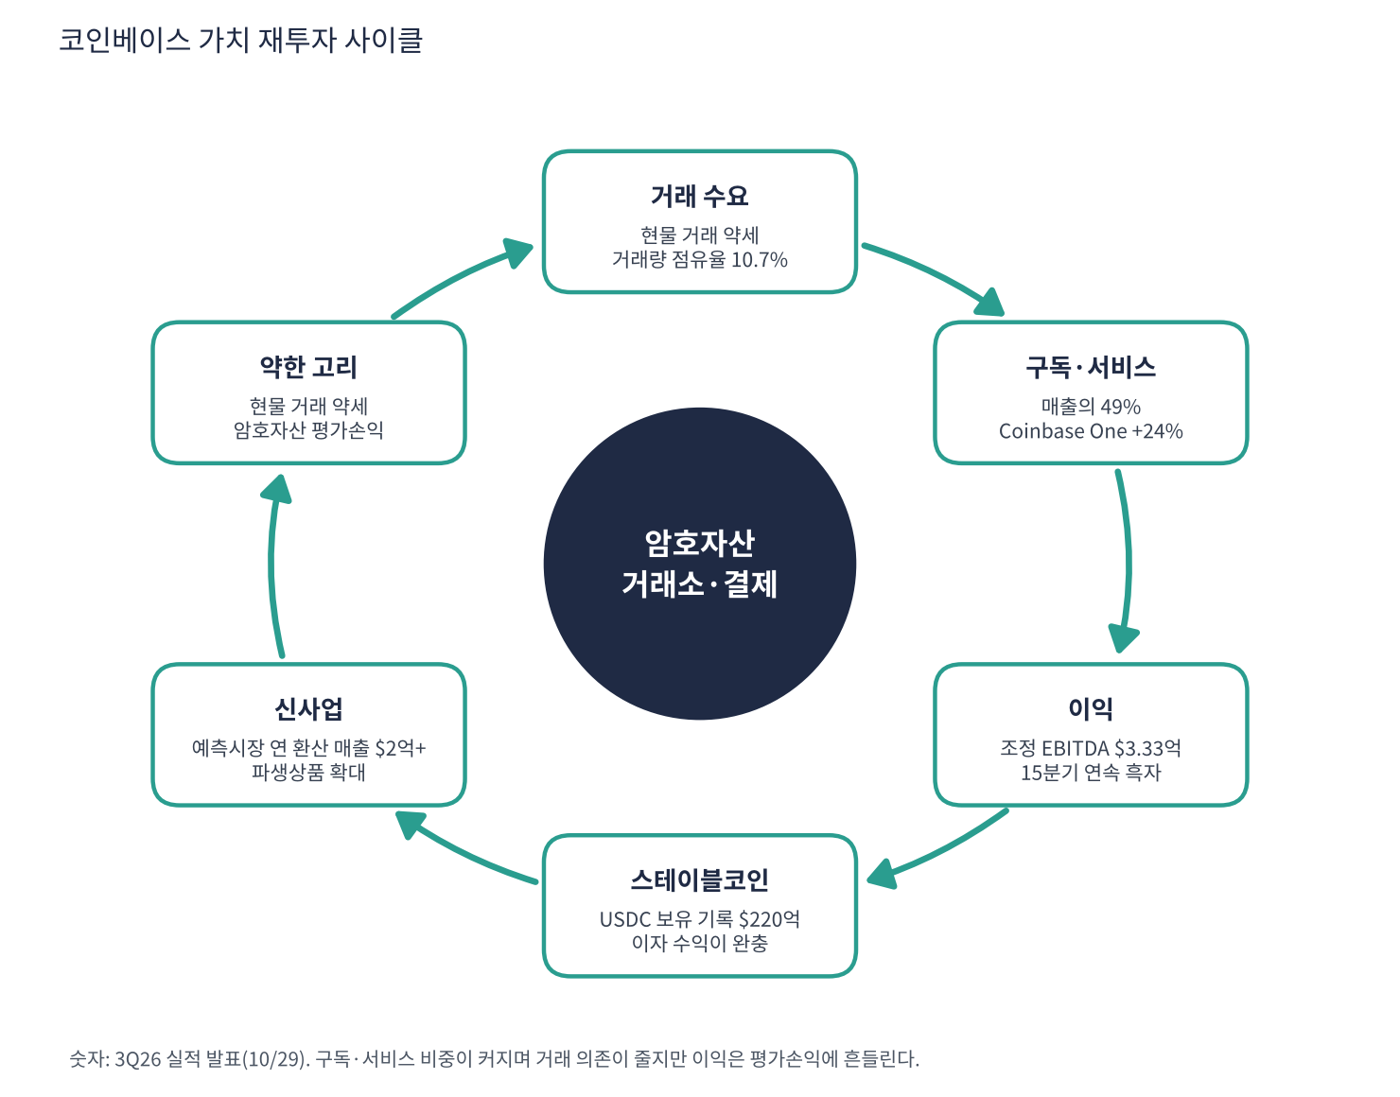 코인베이스 가치 재투자 사이클
거래 수요
현물 거래 약세
거래량 점유율 10.7%
약한 고리
현물 거래 약세
암호자산 평가손익
구독·서비스
매출의 49%
Coinbase One +24%
암호자산
거래소·결제
신사업
예측시장 연 환산 매출 $2억+
파생상품 확대
이익
조정 EBITDA $3.33억
15분기 연속 흑자
스테이블코인
USDC 보유 기록 $220억
이자 수익이 완충
숫자: 3Q26 실적 발표(10/29). 구독·서비스 비중이 커지며 거래 의존이 줄지만 이익은 평가손익에 흔들린다.